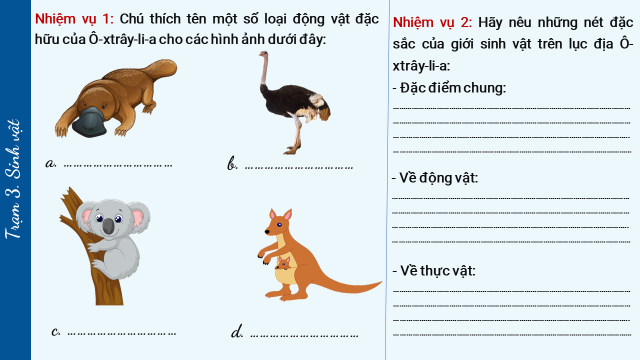 Trạm 3. Sinh vật
Nhiệm vụ 1: Chú thích tên một số loại động vật đặc
hữu của Ô-xtrây-li-a cho các hình ảnh dưới đây:
a. ................................
b. ................................
c. ................................
d. ................................
Nhiệm vụ 2: Hãy nêu những nét đặc
sắc của giới sinh vật trên lục địa Ô-
xtrây-li-a:
- Đặc điểm chung:
- Về động vật:
- Về thực vật: